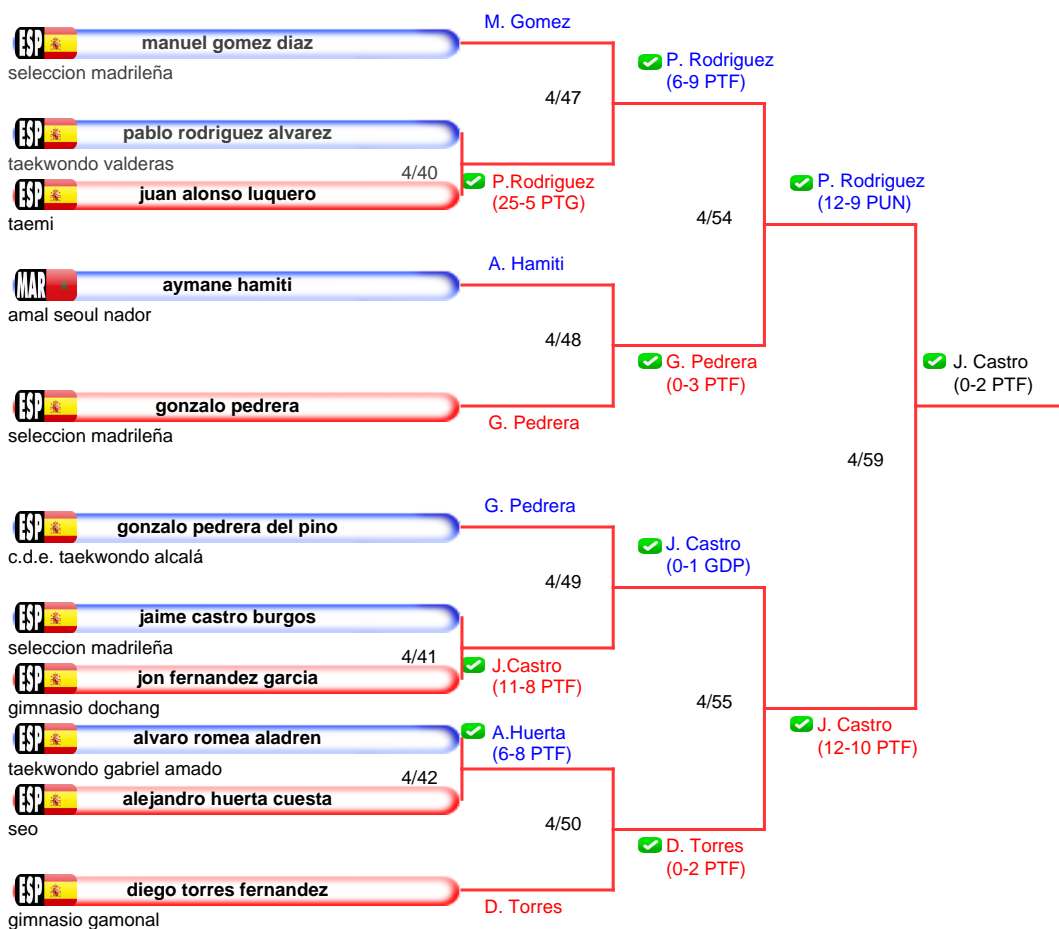 M. Gomez
ESP manuel gomez diaz
seleccion madrileña
P. Rodriguez
(6-9 PTF)
4/47
ESP pablo rodriguez alvarez
taekwondo valderas
4/40
P.Rodriguez
(25-5 PTG)
ESP juan alonso luquero
taemi
P. Rodriguez
(12-9 PUN)
4/54
A. Hamiti
MAR aymane hamiti
amal seoul nador
4/48
G. Pedrera
(0-3 PTF)
J. Castro
(0-2 PTF)
ESP gonzalo pedrera
seleccion madrileña
G. Pedrera
4/59
G. Pedrera
ESP gonzalo pedrera del pino
c.d.e. taekwondo alcalá
J. Castro
(0-1 GDP)
4/49
ESP jaime castro burgos
seleccion madrileña
4/41
J.Castro
(11-8 PTF)
ESP jon fernandez garcia
gimnasio dochang
4/55
J. Castro
(12-10 PTF)
ESP alvaro romea aladren
A.Huerta
(6-8 PTF)
taekwondo gabriel amado
4/42
ESP alejandro huerta cuesta
seo
4/50
D. Torres
(0-2 PTF)
ESP diego torres fernandez
gimnasio gamonal
D. Torres